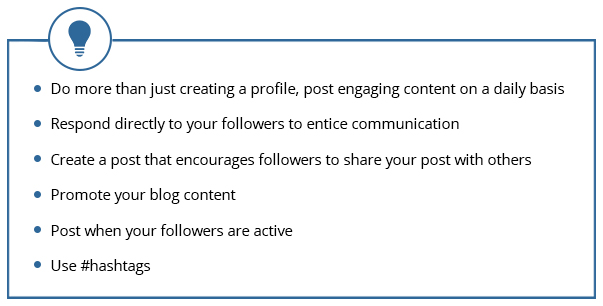 Do more than just creating a profile, post engaging content on a daily basis
Respond directly to your followers to entice communication
Create a post that encourages followers to share your post with others
Promote your blog content
Post when your followers are active
Use #hashtags